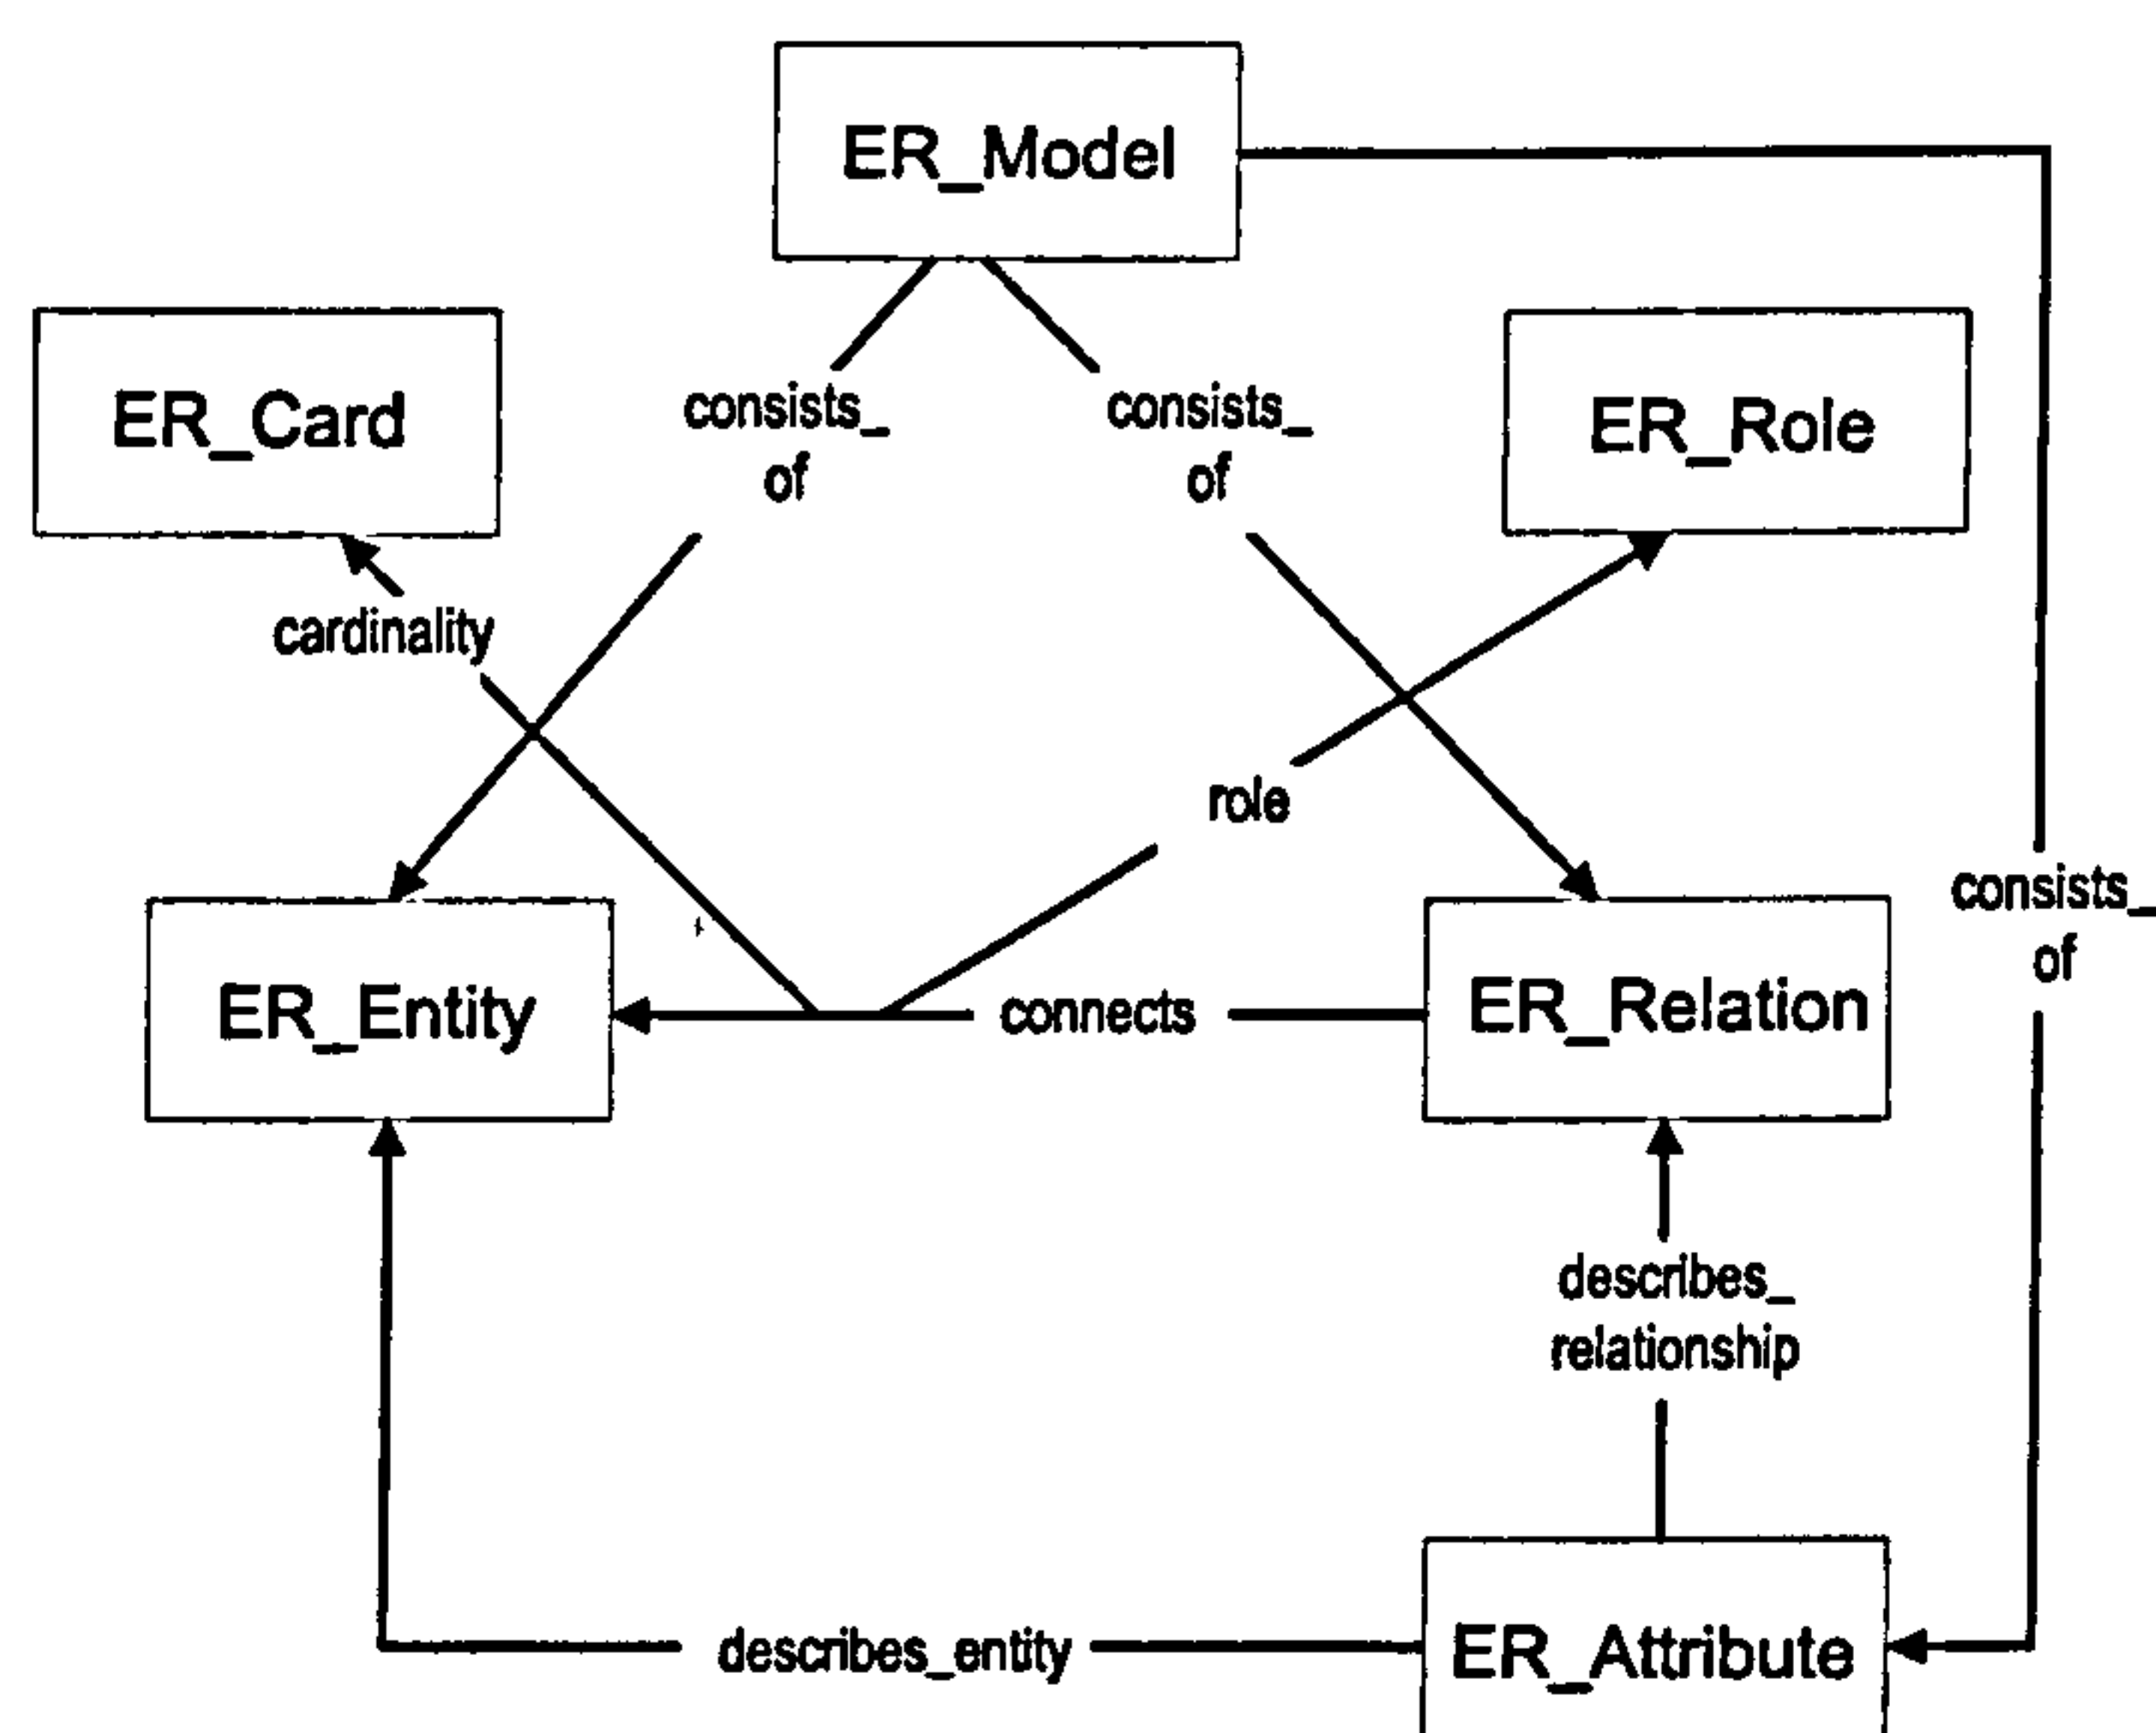 ER_Model
ER_Card
consists_
of
consists_
of
ER_Role
cardinality
role
consists_
of
ER_Entity
connects
ER_Relation
describes_
relationship
describes_entity
ER_Attribute